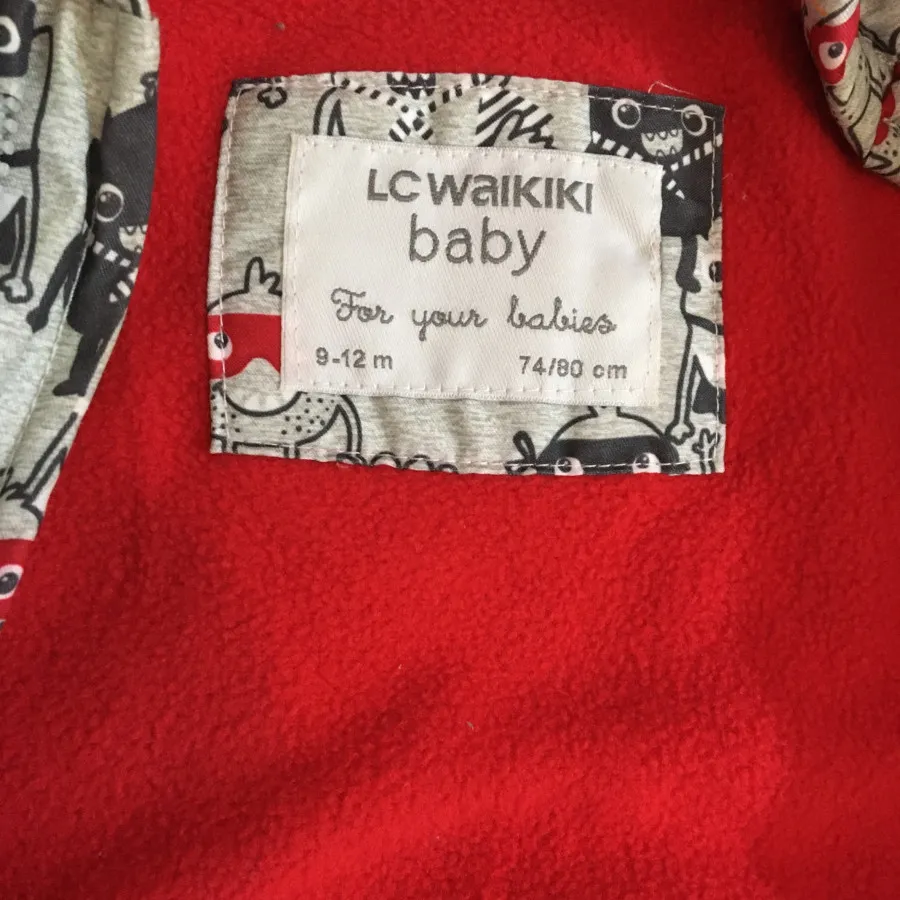 LC WAIKIKI
baby
For your babies
9-12 m 74/80 cm